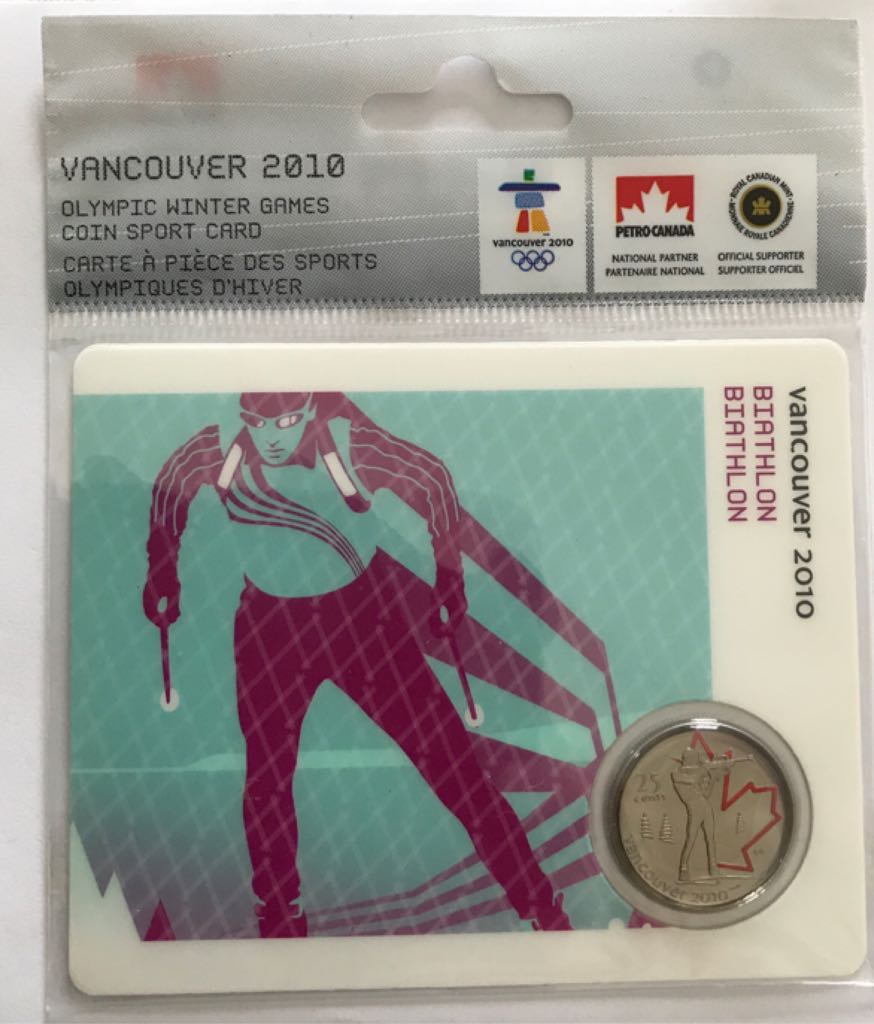 VANCOUVER 2010
OLYMPIC WINTER GAMES
COIN SPORT CARD
CARTE À PIÈCE DES SPORTS
OLYMPIQUES D'HIVER
vancouver 2010
PETRO-CANADA
NATIONAL PARTNER
PARTENAIRE NATIONAL
ROYAL CANADIAN MINT
MONNAIE ROYALE CANADIENNE
OFFICIAL SUPPORTER
SUPPORTER OFFICIEL
vancouver 2010
BIATHLON
BIATHLON
25
cents
vancouver 2010